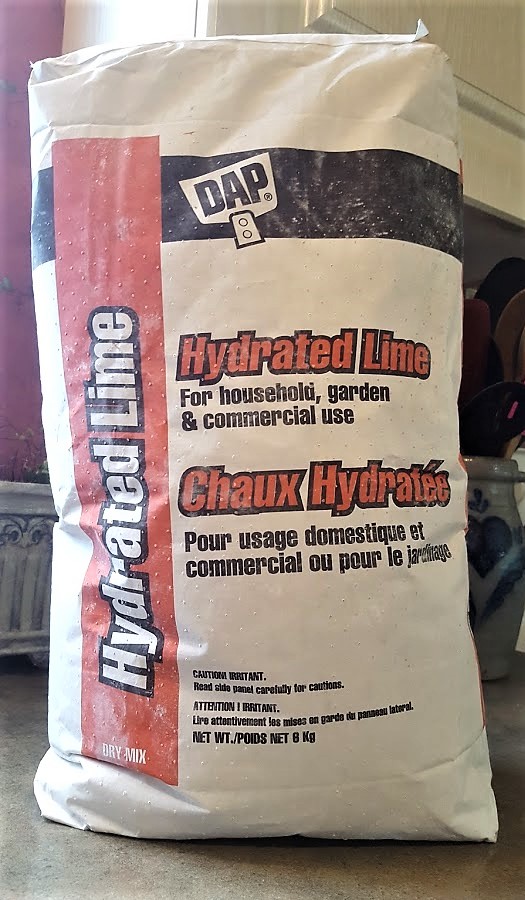 DAP®
Hydrated Lime
Hydrated Lime
For household, garden
& commercial use
Chaux Hydratée
Pour usage domestique et
commercial ou pour le jardinage
CAUTION! IRRITANT.
Read side panel carefully for cautions.
ATTENTION ! IRRITANT.
Lire attentivement les mises en garde du panneau lateral.
NET WT./POIDS NET 6 Kg
DRY MIX